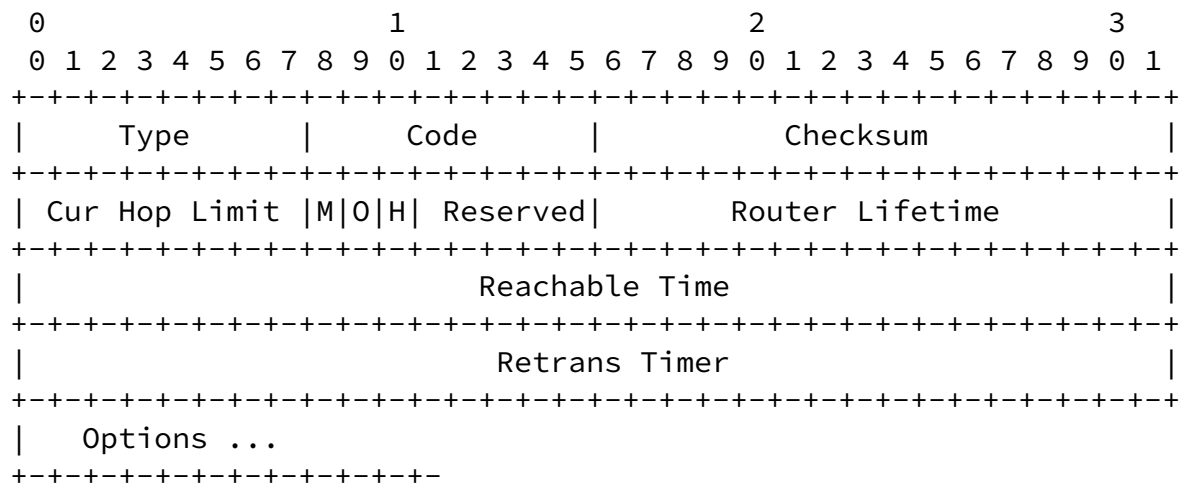 0                   1                   2                   3
 0 1 2 3 4 5 6 7 8 9 0 1 2 3 4 5 6 7 8 9 0 1 2 3 4 5 6 7 8 9 0 1
+-+-+-+-+-+-+-+-+-+-+-+-+-+-+-+-+-+-+-+-+-+-+-+-+-+-+-+-+-+-+-+-+
|     Type      |     Code      |          Checksum             |
+-+-+-+-+-+-+-+-+-+-+-+-+-+-+-+-+-+-+-+-+-+-+-+-+-+-+-+-+-+-+-+-+
| Cur Hop Limit |M|O|H| Reserved|       Router Lifetime         |
+-+-+-+-+-+-+-+-+-+-+-+-+-+-+-+-+-+-+-+-+-+-+-+-+-+-+-+-+-+-+-+-+
|                         Reachable Time                        |
+-+-+-+-+-+-+-+-+-+-+-+-+-+-+-+-+-+-+-+-+-+-+-+-+-+-+-+-+-+-+-+-+
|                          Retrans Timer                        |
+-+-+-+-+-+-+-+-+-+-+-+-+-+-+-+-+-+-+-+-+-+-+-+-+-+-+-+-+-+-+-+-+
|   Options ...
+-+-+-+-+-+-+-+-+-+-+-+-